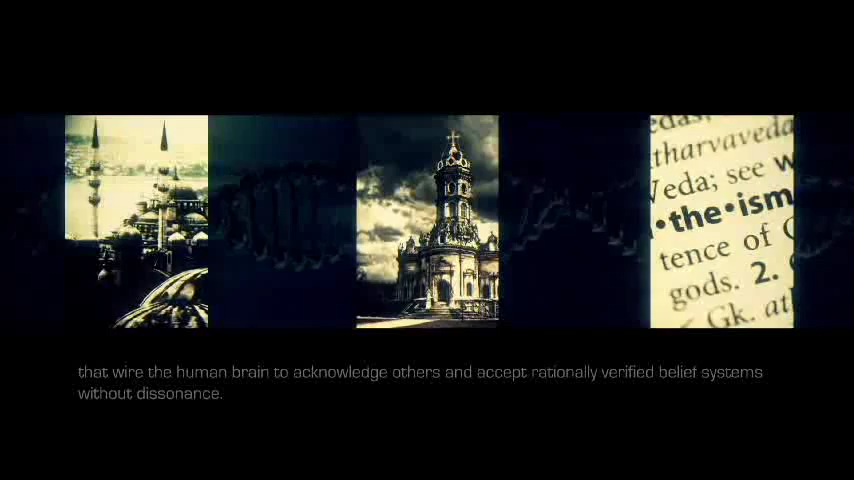 edas,
tharvaveda
Veda; see w
•the•ism
tence of G
gods. 2.
Gk. at
that wire the human brain to acknowledge others and accept rationally verified belief systems
without dissonance.